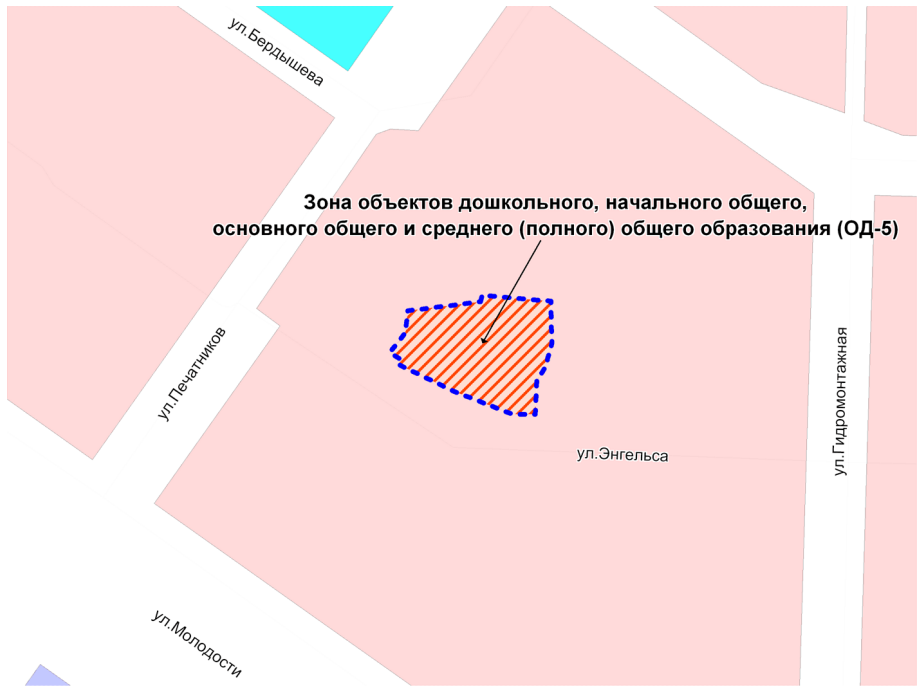 ул.Бердышева
Зона объектов дошкольного, начального общего,
основного общего и среднего (полного) общего образования (ОД-5)
ул.Печатников
ул.Гидромонтажная
ул.Энгельса
ул.Молодости